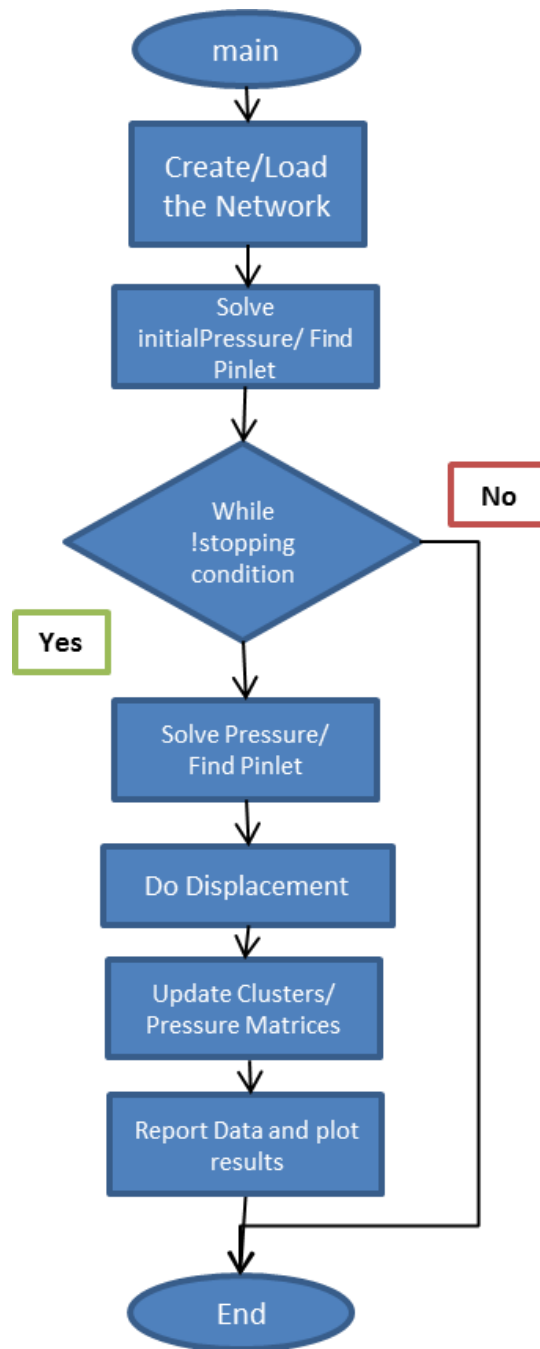 main
Create/Load
the Network
Solve
initialPressure/ Find
Pinlet
While
!stopping
condition
No
Yes
Solve Pressure/
Find Pinlet
Do Displacement
Update Clusters/
Pressure Matrices
Report Data and plot
results
End